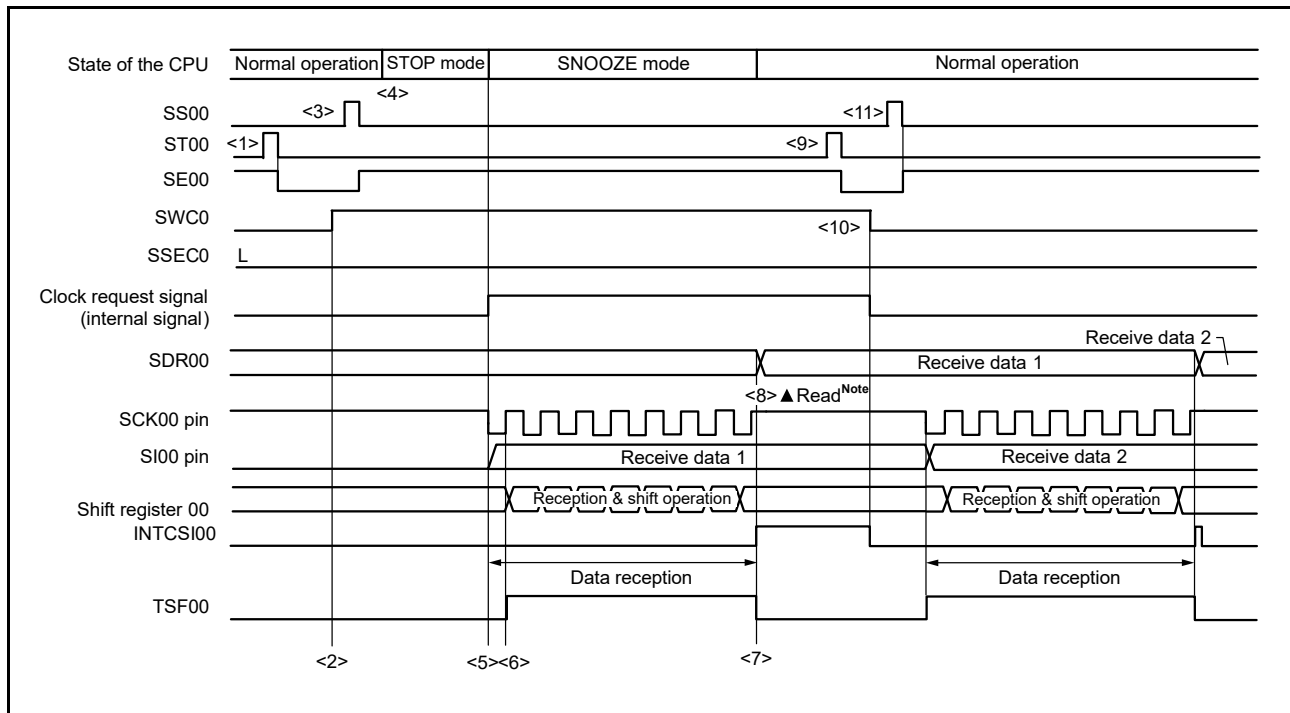 State of the CPU
Normal operation
STOP mode
SNOOZE mode
Normal operation
<4>
SS00
<3>
<11>
ST00
<1>
<9>
SE00
SWC0
<10>
SSEC0
L
Clock request signal
(internal signal)
Receive data 2
SDR00
Receive data 1
<8> ▲ Read Note
SCK00 pin
SI00 pin
Receive data 1
Receive data 2
Shift register 00
Reception & shift operation
Reception & shift operation
INTCSI00
Data reception
Data reception
TSF00
<2>
<5><6>
<7>